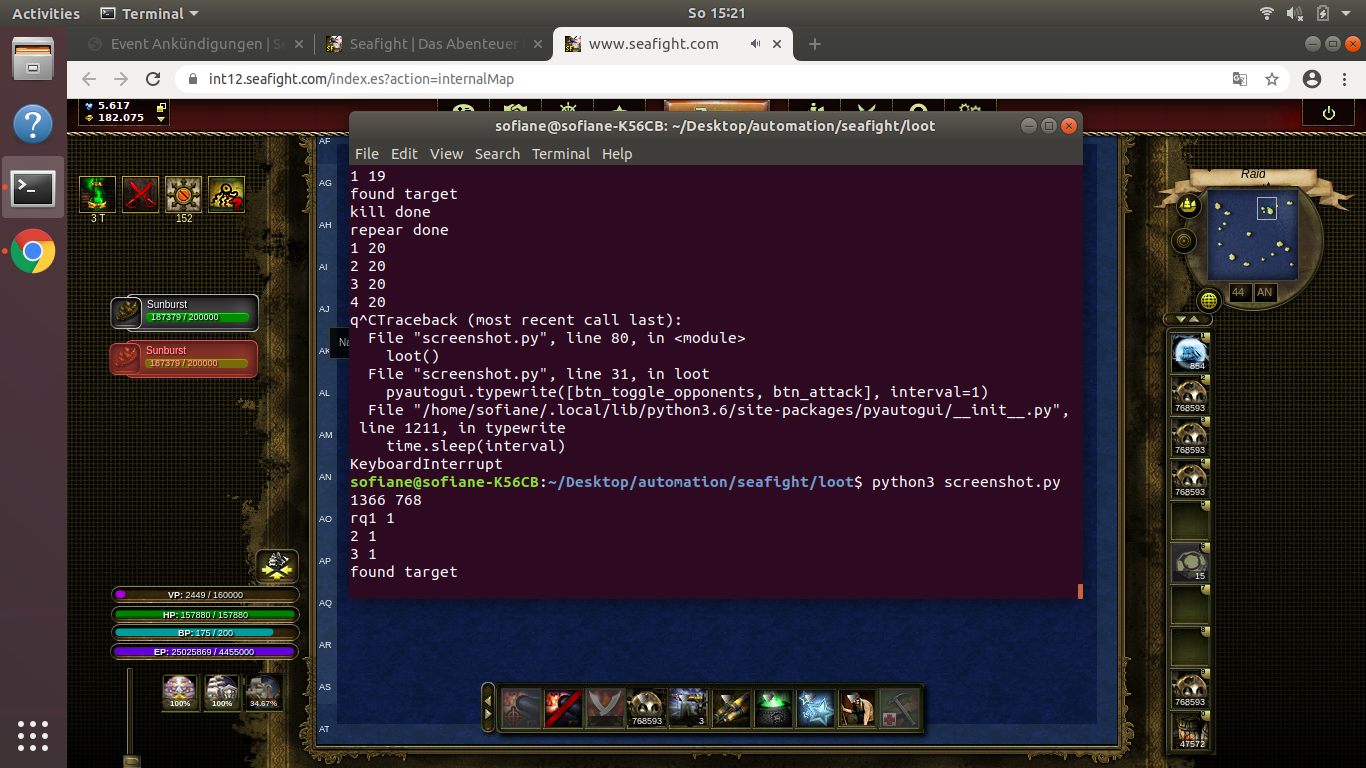 Activities
Terminal
So 15:21
Event Ankündigungen | S
Seafight | Das Abenteuer
www.seafight.com
int12.seafight.com/index.es?action=internalMap
5.617
182.075
sofiane@sofiane-K56CB: ~/Desktop/automation/seafight/loot
File Edit View Search Terminal Help
1 19
found target
kill done
repear done
1 20
2 20
3 20
4 20
q^CTraceback (most recent call last):
  File "screenshot.py", line 80, in <module>
    loot()
  File "screenshot.py", line 31, in loot
    pyautogui.typewrite([btn_toggle_opponents, btn_attack], interval=1)
  File "/home/sofiane/.local/lib/python3.6/site-packages/pyautogui/__init__.py",
 line 1211, in typewrite
    time.sleep(interval)
KeyboardInterrupt
sofiane@sofiane-K56CB:~/Desktop/automation/seafight/loot$ python3 screenshot.py
1366 768
rq1 1
2 1
3 1
found target
3 T
152
Sunburst
187379 / 200000
Sunburst
187379 / 200000
VP: 2449 / 160000
HP: 157880 / 157880
BP: 175 / 200
EP: 25025869 / 4455000
100%
100%
34.67%
AF
AG
AH
AI
AJ
AK
AL
AM
AN
AO
AP
AQ
AR
AS
AT
Na
768593
3
Raid
44 AN
854
768593
768593
768593
15
768593
47572